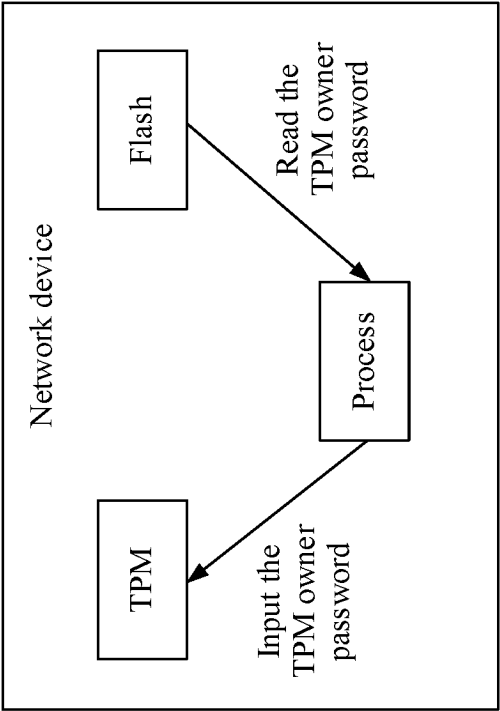 Network device
TPM
Flash
Input the
TPM owner
password
Read the
TPM owner
password
Process